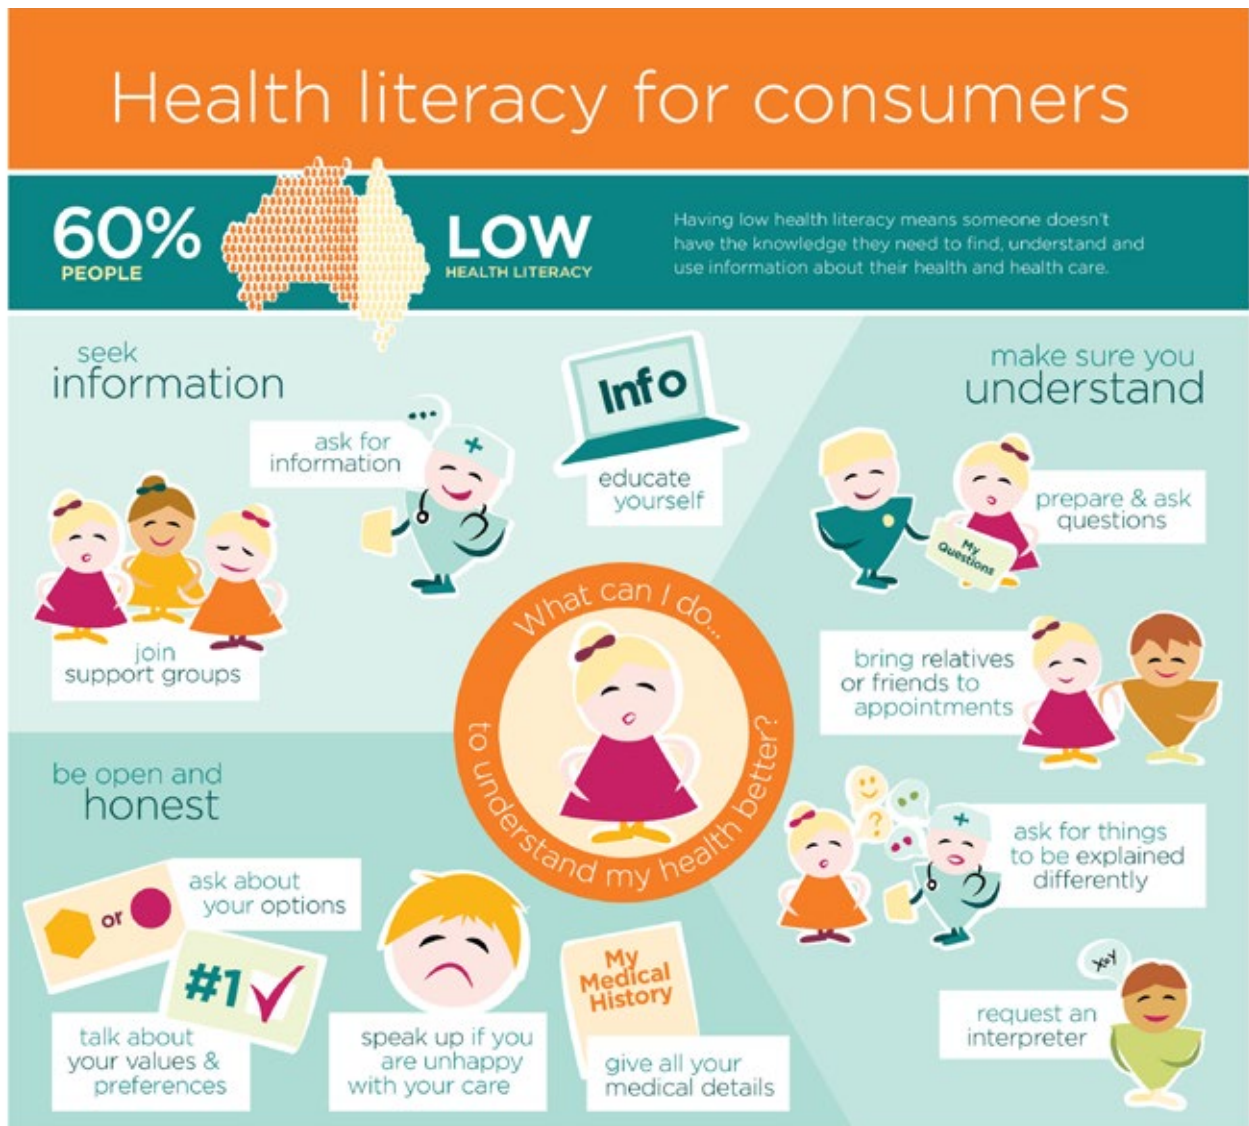 Health literacy for consumers
60%
PEOPLE
LOW
HEALTH LITERACY
Having low health literacy means someone doesn't
have the knowledge they need to find, understand and
use information about their health and health care.
seek
information
ask for
information
Info
educate
yourself
join
support groups
make sure you
understand
My
Questions
prepare & ask
questions
bring relatives
or friends to
appointments
?
ask for things
to be explained
differently
request an
interpreter
What can I do...
to understand my health better?
be open and
honest
or
ask about
your options
#1
talk about
your values &
preferences
speak up if you
are unhappy
with your care
My
Medical
History
give all your
medical details